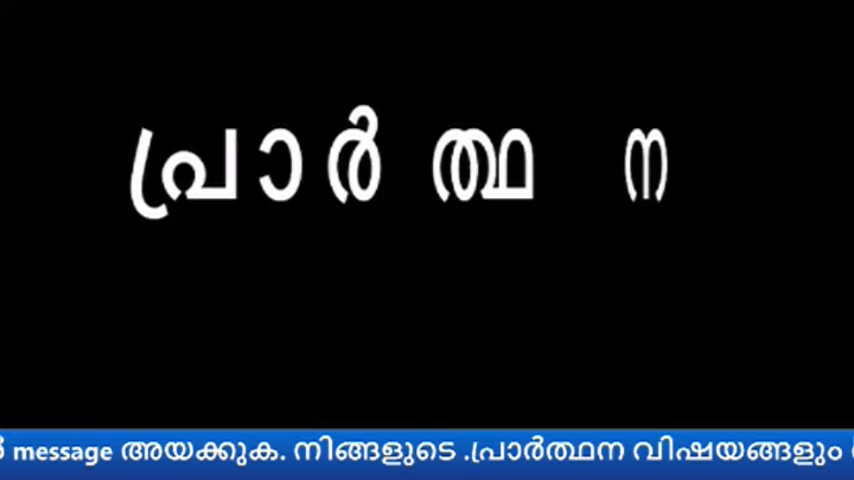 പ്രാർത്ഥന
message അയക്കുക. നിങ്ങളുടെ .പ്രാർത്ഥന വിഷയങ്ങളും